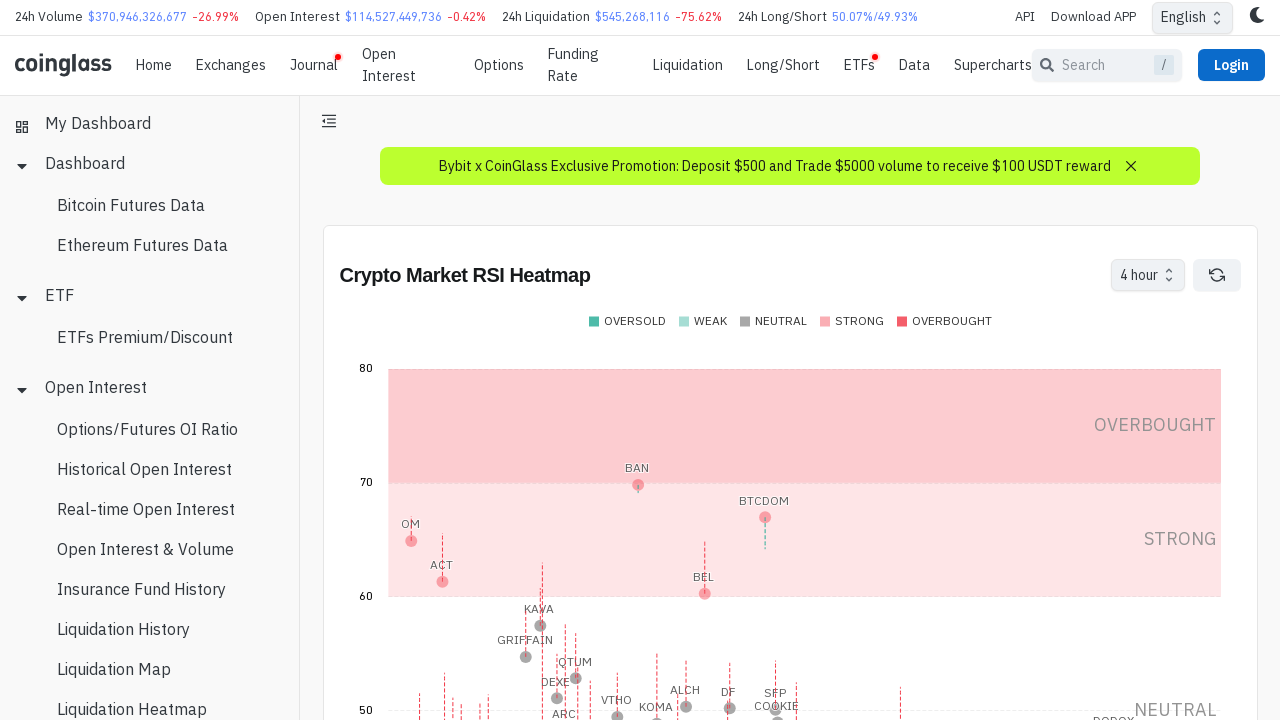 24h Volume $370,946,326,677 -26.99% Open Interest $114,527,449,736 -0.42% 24h Liquidation $545,268,116 -75.62% 24h Long/Short 50.07%/49.93% API Download APP English
coinglass Home Exchanges Journal Open Interest Options Funding Rate Liquidation Long/Short ETFs Data Supercharts Search / Login
My Dashboard
Dashboard
Bitcoin Futures Data
Ethereum Futures Data
ETF
ETFs Premium/Discount
Open Interest
Options/Futures OI Ratio
Historical Open Interest
Real-time Open Interest
Open Interest & Volume
Insurance Fund History
Liquidation History
Liquidation Map
Liquidation Heatmap
Bybit x CoinGlass Exclusive Promotion: Deposit $500 and Trade $5000 volume to receive $100 USDT reward
Crypto Market RSI Heatmap
4 hour
OVERSOLD WEAK NEUTRAL STRONG OVERBOUGHT
80
OVERBOUGHT
BAN
70
BTCDOM
OM
STRONG
ACT
BEL
60
KAVA
GRIFFAIN
QTUM
DEXE
ALCH DF SFP
VTHO KOMA COOKIE
50
ARC
NEUTRAL